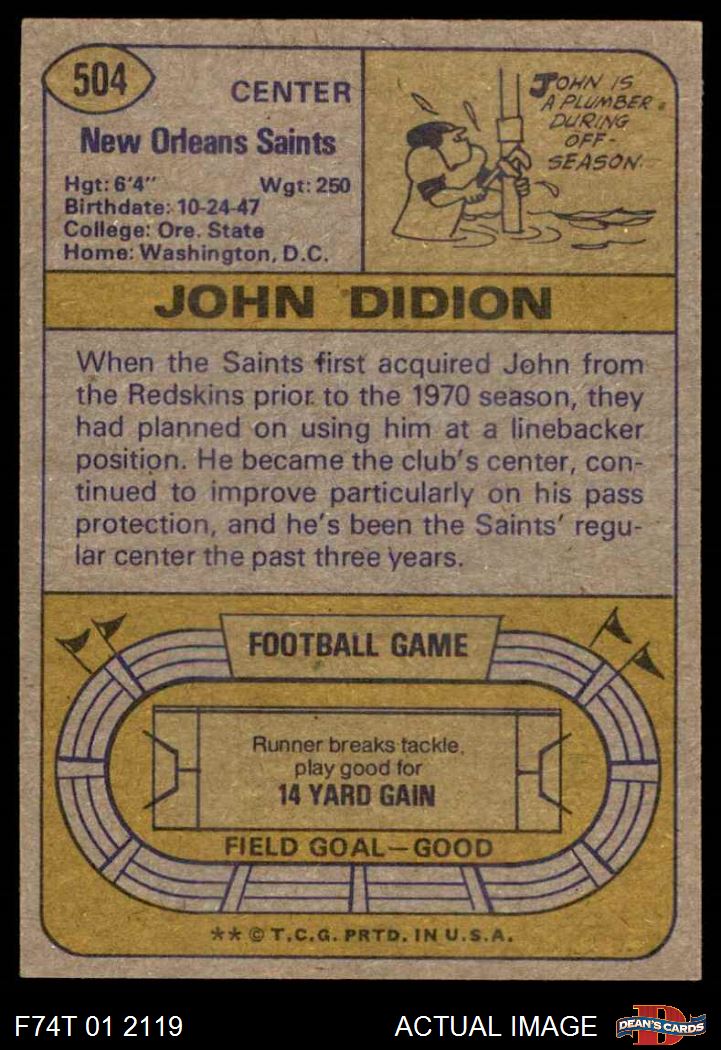 504
CENTER
New Orleans Saints
Hgt: 6'4" Wgt: 250
Birthdate: 10-24-47
College: Ore. State
Home: Washington, D.C.
JOHN IS
A PLUMBER
DURING
OFF-
SEASON.
JOHN DIDION
When the Saints first acquired John from
the Redskins prior to the 1970 season, they
had planned on using him at a linebacker
position. He became the club's center, con-
tinued to improve particularly on his pass
protection, and he's been the Saints' regu-
lar center the past three years.
FOOTBALL GAME
Runner breaks tackle,
play good for
14 YARD GAIN
FIELD GOAL—GOOD
** © T.C.G. PRTD. IN U.S.A.
F74T 01 2119
ACTUAL IMAGE
D
DEAN'S CARDS